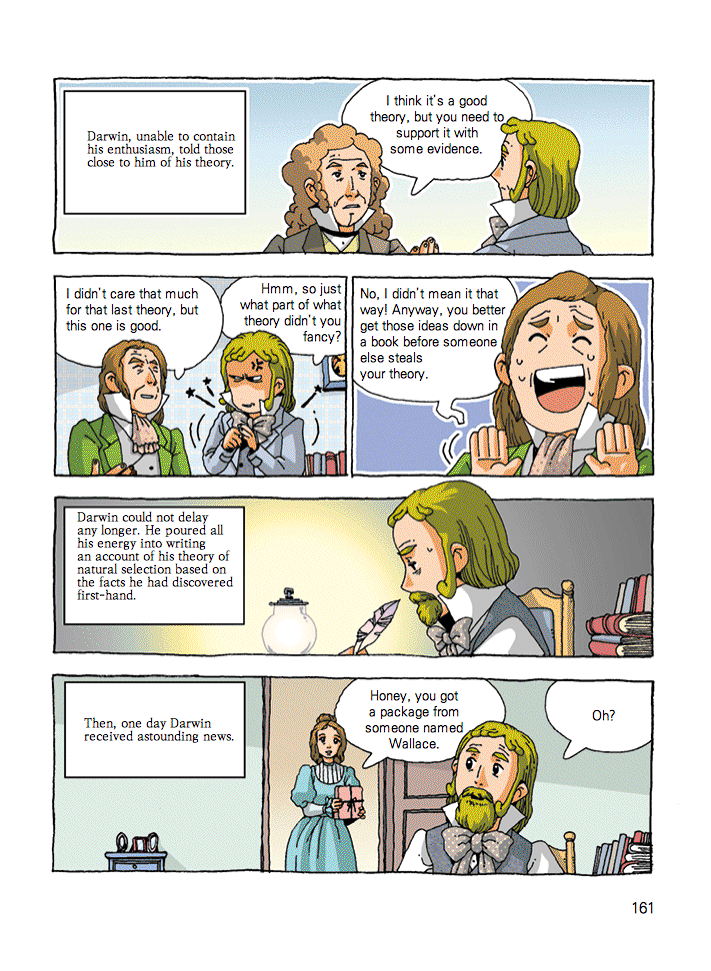 Darwin, unable to contain
his enthusiasm, told those
close to him of his theory.
I think it's a good
theory, but you need to
support it with
some evidence.
I didn't care that much
for that last theory, but
this one is good.
Hmm, so just
what part of what
theory didn't you
fancy?
No, I didn't mean it that
way! Anyway, you better
get those ideas down in
a book before someone
else steals
your theory.
Darwin could not delay
any longer. He poured all
his energy into writing
an account of his theory of
natural selection based on
the facts he had discovered
first-hand.
Then, one day Darwin
received astounding news.
Honey, you got
a package from
someone named
Wallace.
Oh?
161